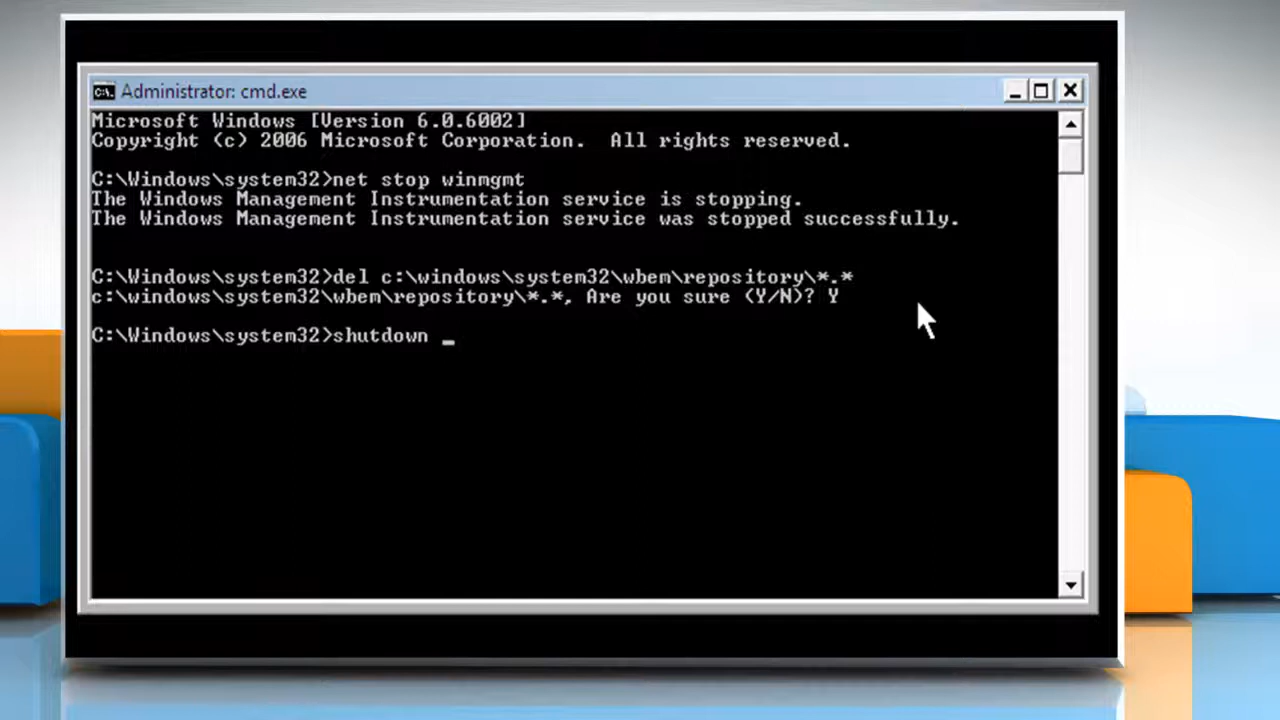 Administrator: cmd.exe
Microsoft Windows [Version 6.0.6002]
Copyright (c) 2006 Microsoft Corporation.  All rights reserved.
C:\Windows\system32>net stop winmgmt
The Windows Management Instrumentation service is stopping.
The Windows Management Instrumentation service was stopped successfully.
C:\Windows\system32>del c:\windows\system32\wbem\repository\*.*
c:\windows\system32\wbem\repository\*.*, Are you sure (Y/N)? Y
C:\Windows\system32>shutdown _